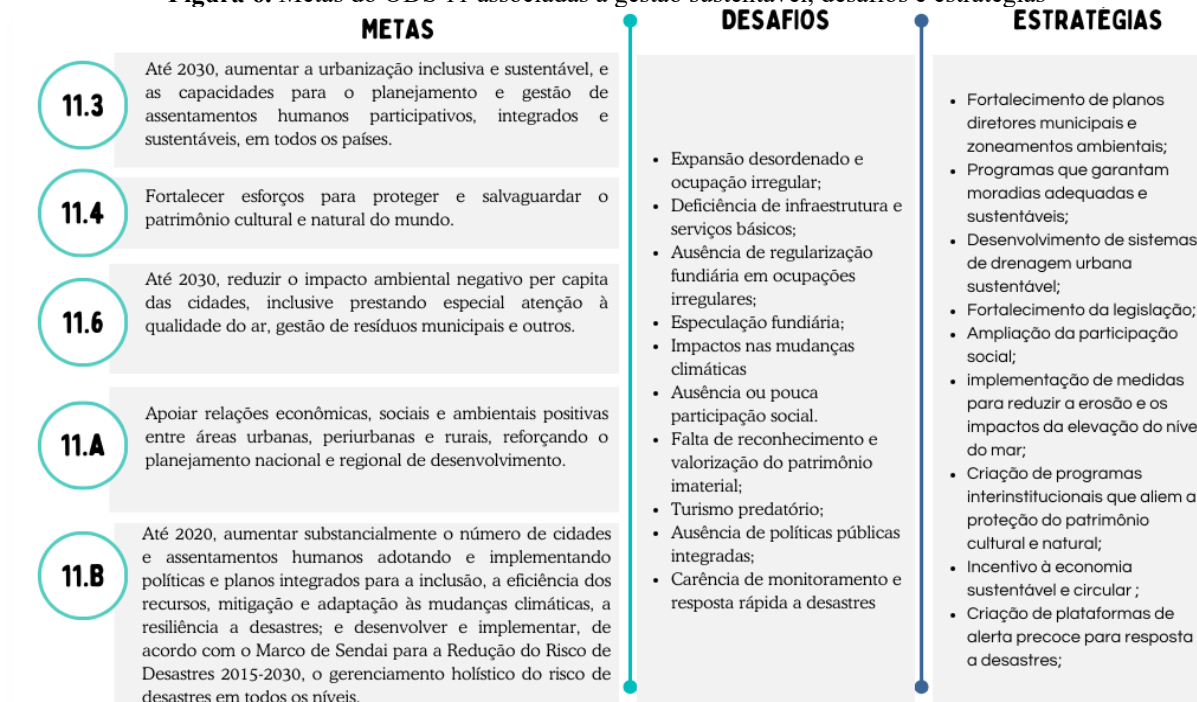 Figura 6. Metas do ODS 11 associadas à gestão sustentável, desafios e estratégias
METAS
11.3
Até 2030, aumentar a urbanização inclusiva e sustentável, e
as capacidades para o planejamento e gestão de
assentamentos humanos participativos, integrados e
sustentáveis, em todos os países.
11.4
Fortalecer esforços para proteger e salvaguardar o
patrimônio cultural e natural do mundo.
11.6
Até 2030, reduzir o impacto ambiental negativo per capita
das cidades, inclusive prestando especial atenção à
qualidade do ar, gestão de resíduos municipais e outros.
11.A
Apoiar relações econômicas, sociais e ambientais positivas
entre áreas urbanas, periurbanas e rurais, reforçando o
planejamento nacional e regional de desenvolvimento.
11.B
Até 2020, aumentar substancialmente o número de cidades
e assentamentos humanos adotando e implementando
políticas e planos integrados para a inclusão, a eficiência dos
recursos, mitigação e adaptação às mudanças climáticas, a
resiliência a desastres; e desenvolver e implementar, de
acordo com o Marco de Sendai para a Redução do Risco de
Desastres 2015-2030, o gerenciamento holístico do risco de
desastres em todos os níveis.
DESAFIOS
• Expansão desordenado e
ocupação irregular;
• Deficiência de infraestrutura e
serviços básicos;
• Ausência de regularização
fundiária em ocupações
irregulares;
• Especulação fundiária;
• Impactos nas mudanças
climáticas
• Ausência ou pouca
participação social.
• Falta de reconhecimento e
valorização do patrimônio
imaterial;
• Turismo predatório;
• Ausência de políticas públicas
integradas;
• Carência de monitoramento e
resposta rápida a desastres
ESTRATÉGIAS
• Fortalecimento de planos
diretores municipais e
zoneamentos ambientais;
• Programas que garantam
moradias adequadas e
sustentáveis;
• Desenvolvimento de sistemas
de drenagem urbana
sustentável;
• Fortalecimento da legislação;
• Ampliação da participação
social;
• implementação de medidas
para reduzir a erosão e os
impactos da elevação do níve
do mar;
• Criação de programas
interinstitucionais que aliem a
proteção do patrimônio
cultural e natural;
• Incentivo à economia
sustentável e circular ;
• Criação de plataformas de
alerta precoce para resposta
a desastres;